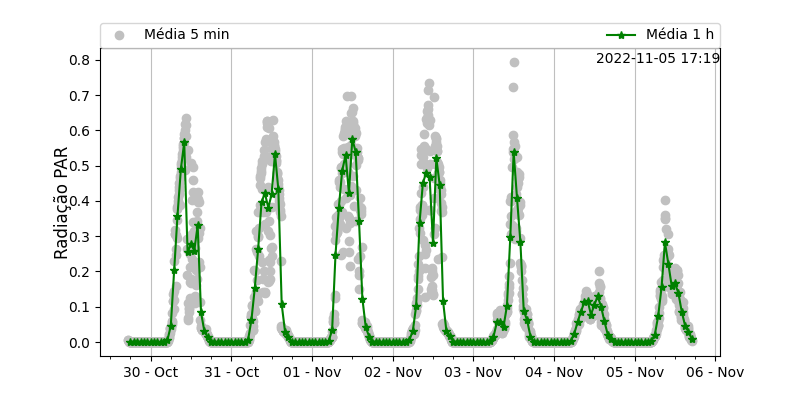 Média 5 min
Média 1 h
2022-11-05 17:19
Radiação PAR
0.8
0.7
0.6
0.5
0.4
0.3
0.2
0.1
0.0
30 - Oct
31 - Oct
01 - Nov
02 - Nov
03 - Nov
04 - Nov
05 - Nov
06 - Nov